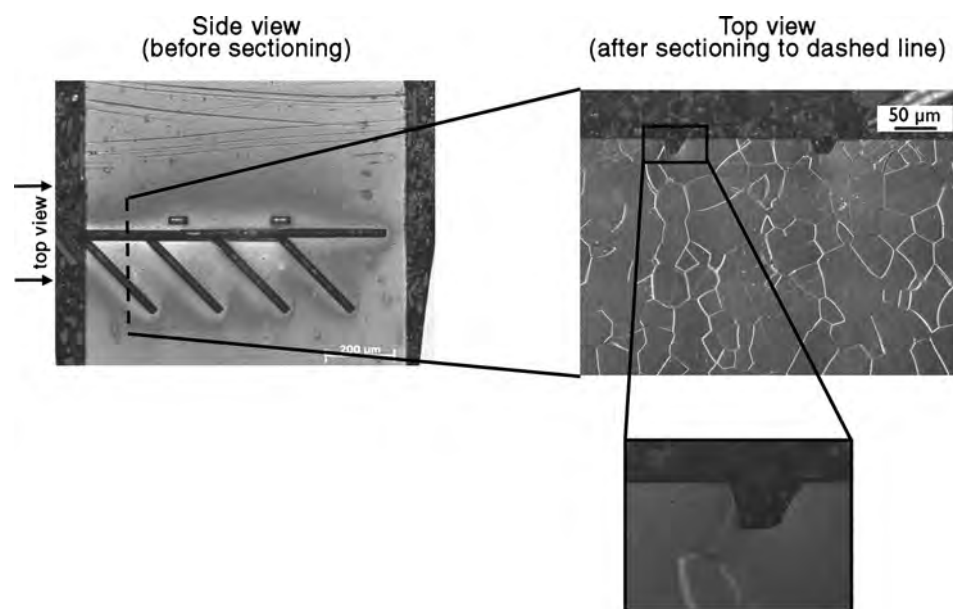 Side view
(before sectioning)
Top view
(after sectioning to dashed line)
50 µm
top view
200 µm